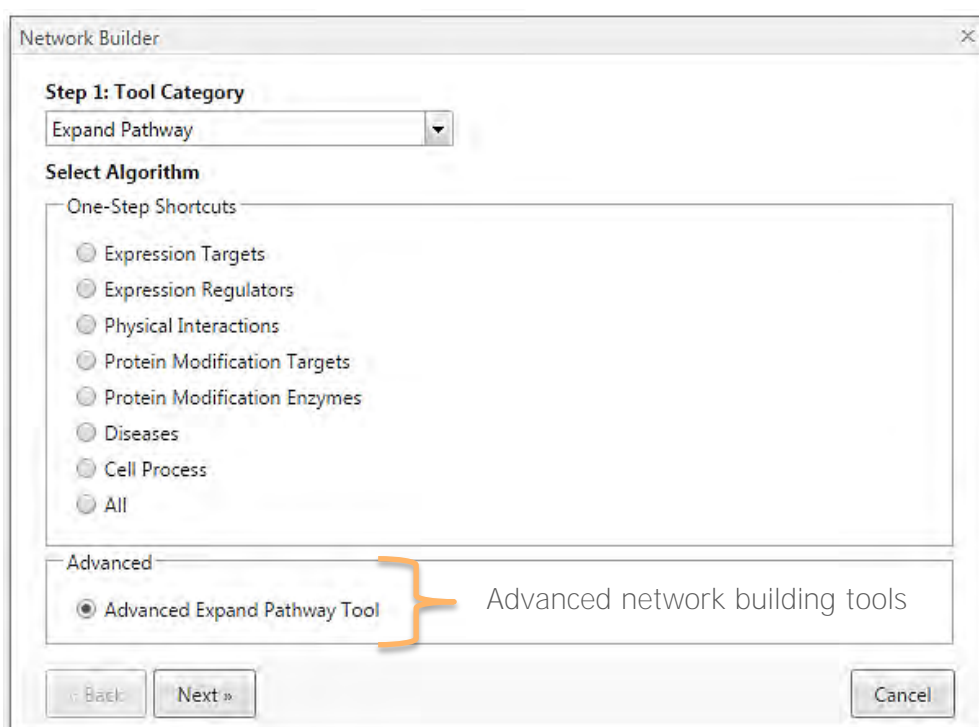 Network Builder
Step 1: Tool Category
Expand Pathway
Select Algorithm
One-Step Shortcuts
Expression Targets
Expression Regulators
Physical Interactions
Protein Modification Targets
Protein Modification Enzymes
Diseases
Cell Process
All
Advanced
Advanced Expand Pathway Tool
Advanced network building tools
« Back Next » Cancel